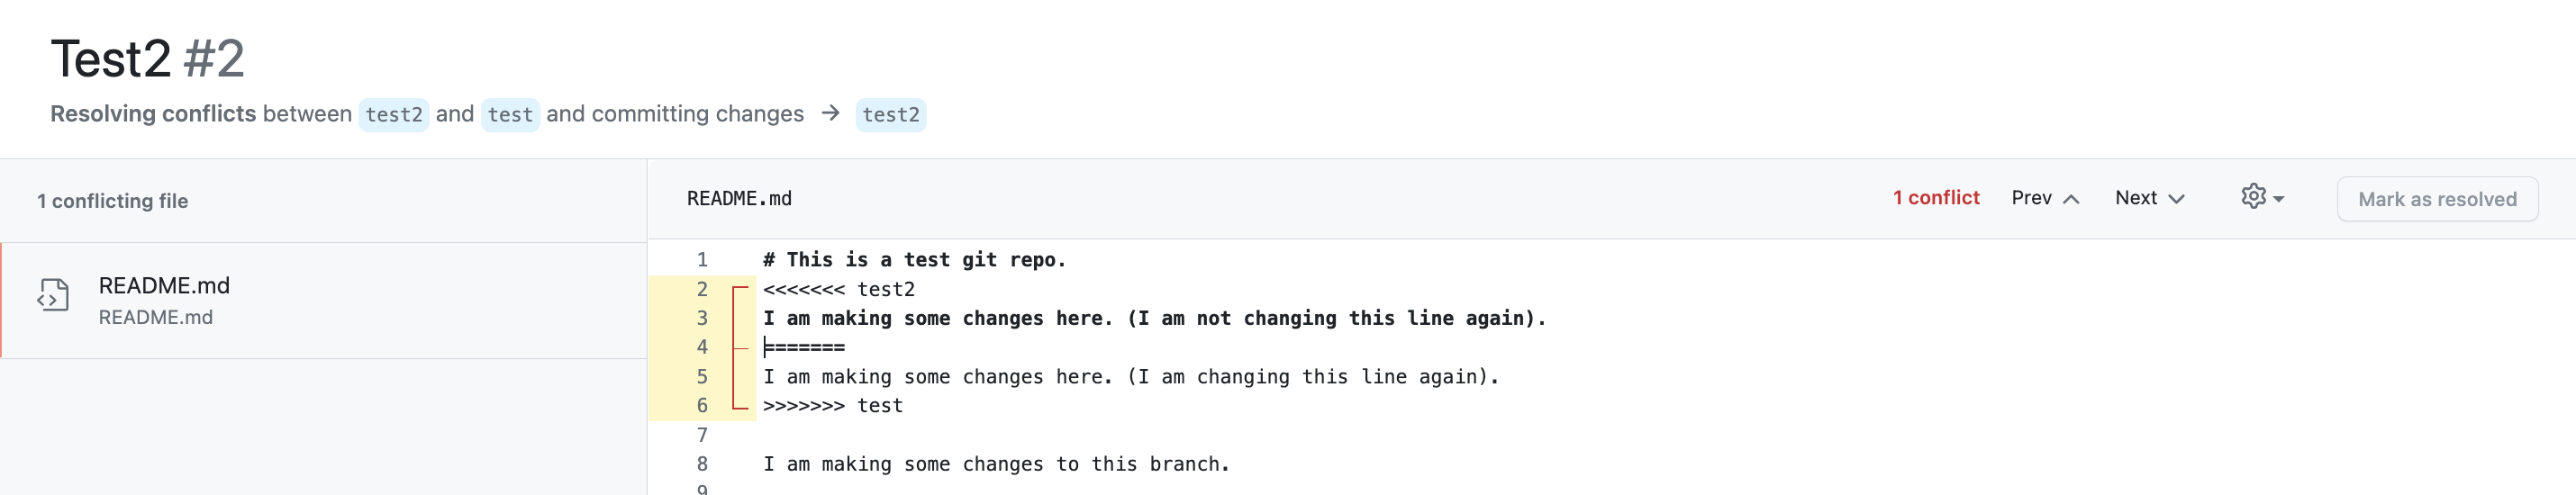 Test2 #2
Resolving conflicts between test2 and test and committing changes → test2
1 conflicting file
README.md
README.md
README.md
1 conflict Prev Next Mark as resolved
1 # This is a test git repo.
2 <<<<<<< test2
3 I am making some changes here. (I am not changing this line again).
4 =======
5 I am making some changes here. (I am changing this line again).
6 >>>>>>> test
7
8 I am making some changes to this branch.
9